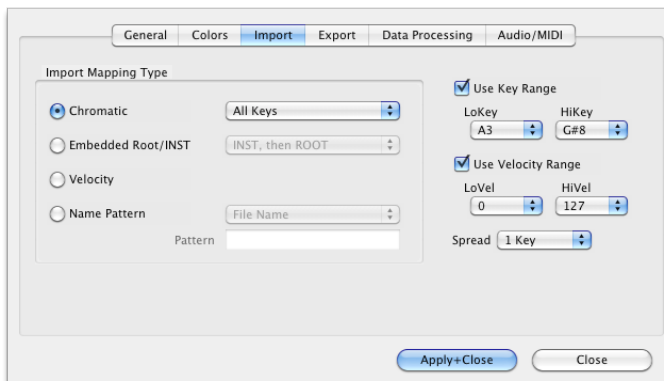 General Colors Import Export Data Processing Audio/MIDI
Import Mapping Type
Chromatic All Keys
Embedded Root/INST INST, then ROOT
Velocity
Name Pattern File Name
Pattern
Use Key Range
LoKey HiKey
A3 G#8
Use Velocity Range
LoVel HiVel
0 127
Spread 1 Key
Apply+Close Close